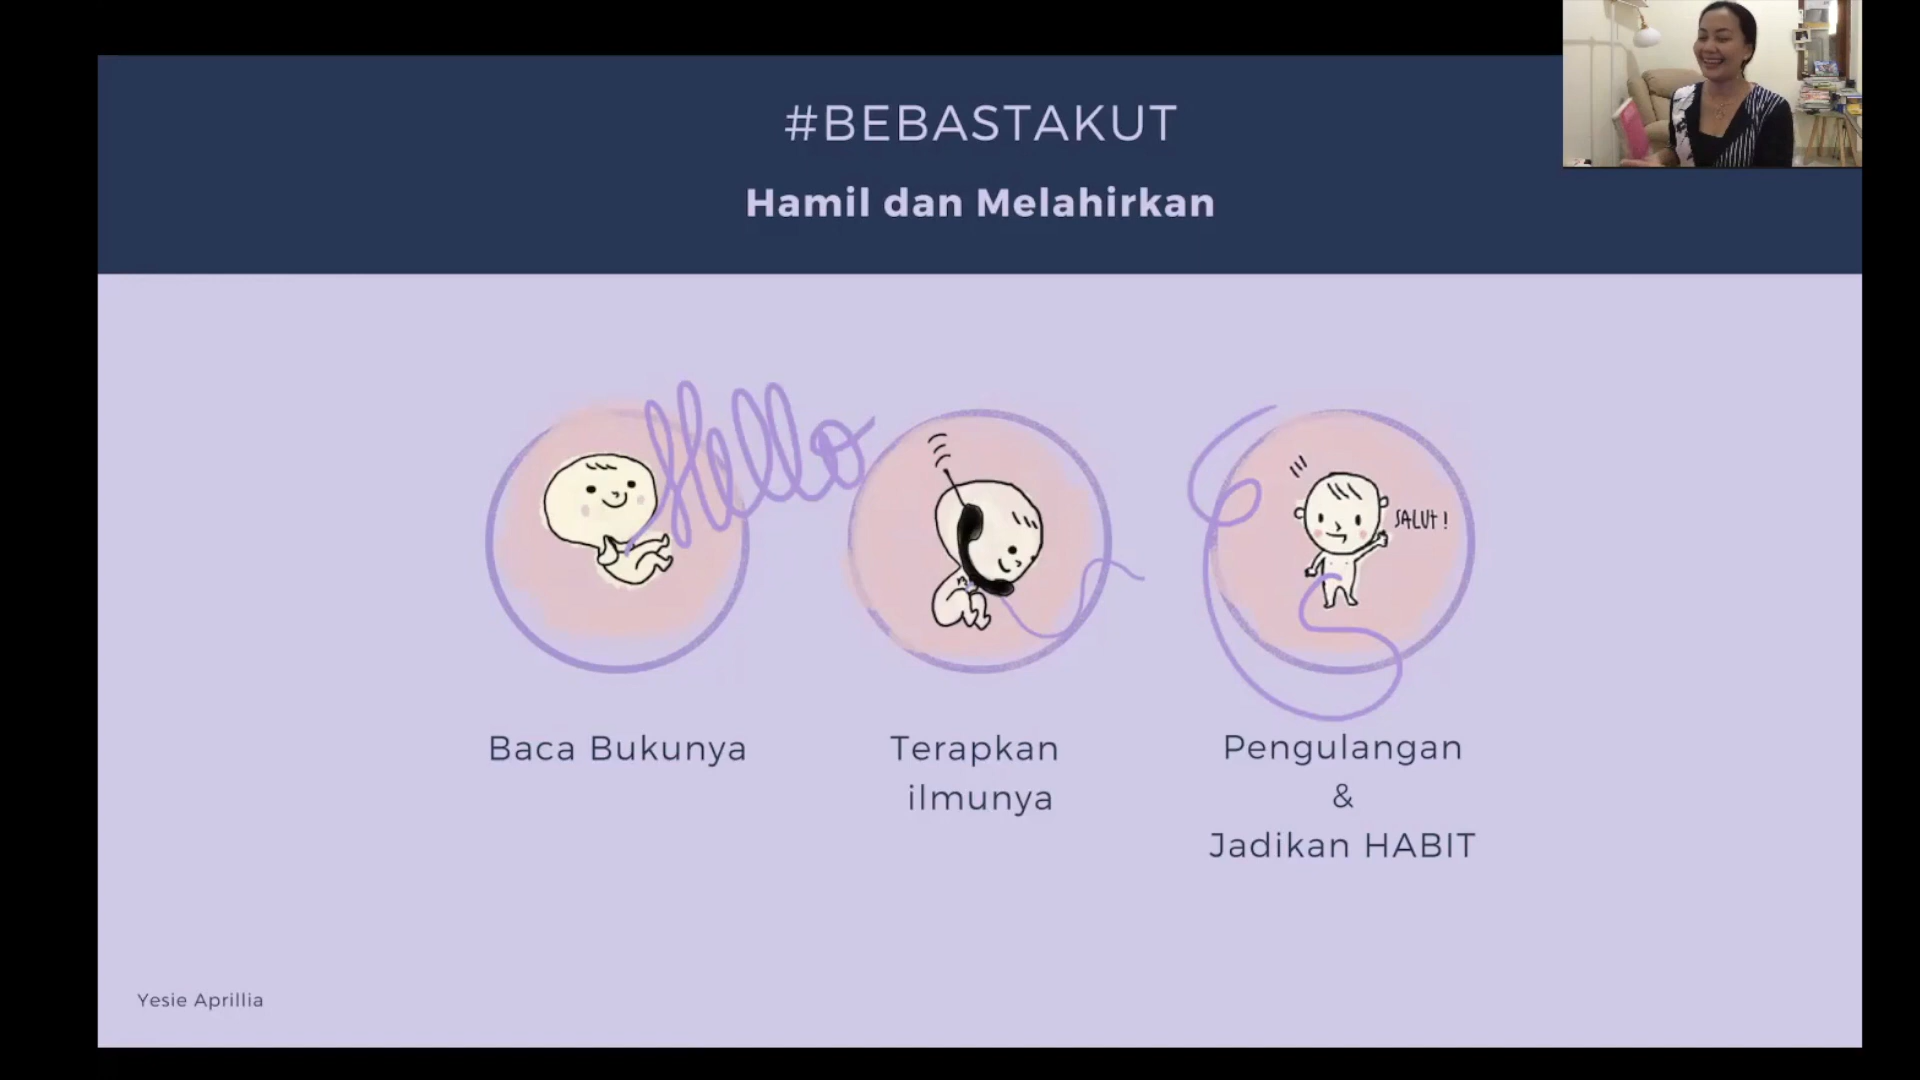 #BEBASTAKUT
Hamil dan Melahirkan
Hello
SALUT!
Baca Bukunya
Terapkan
ilmunya
Pengulangan
&
Jadikan HABIT
Yesie Aprillia